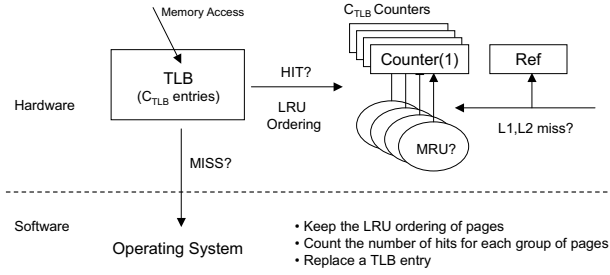 Memory Access
C_TLB Counters
TLB
(C_TLB entries)
HIT?
LRU
Ordering
Counter(1)
Ref
Hardware
MRU?
L1,L2 miss?
MISS?
Software
Operating System
• Keep the LRU ordering of pages
• Count the number of hits for each group of pages
• Replace a TLB entry